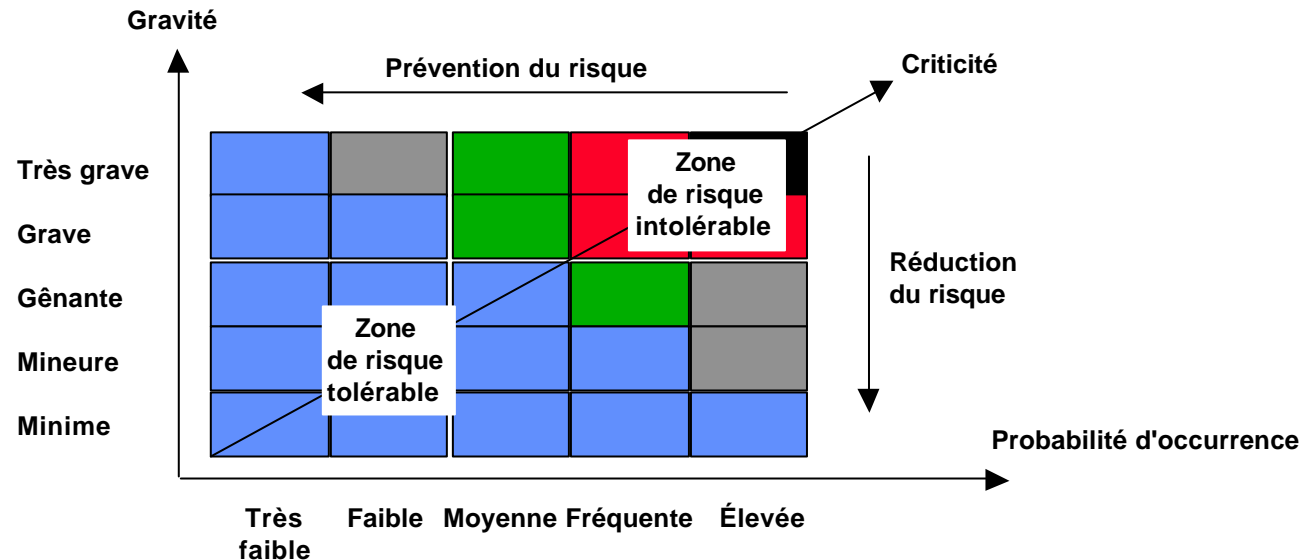 Gravité
Prévention du risque
Criticité
Très grave
Zone
de risque
intolérable
Grave
Réduction
du risque
Gênante
Zone
de risque
tolérable
Mineure
Minime
Probabilité d'occurrence
Très
faible
Faible
Moyenne
Fréquente
Élevée